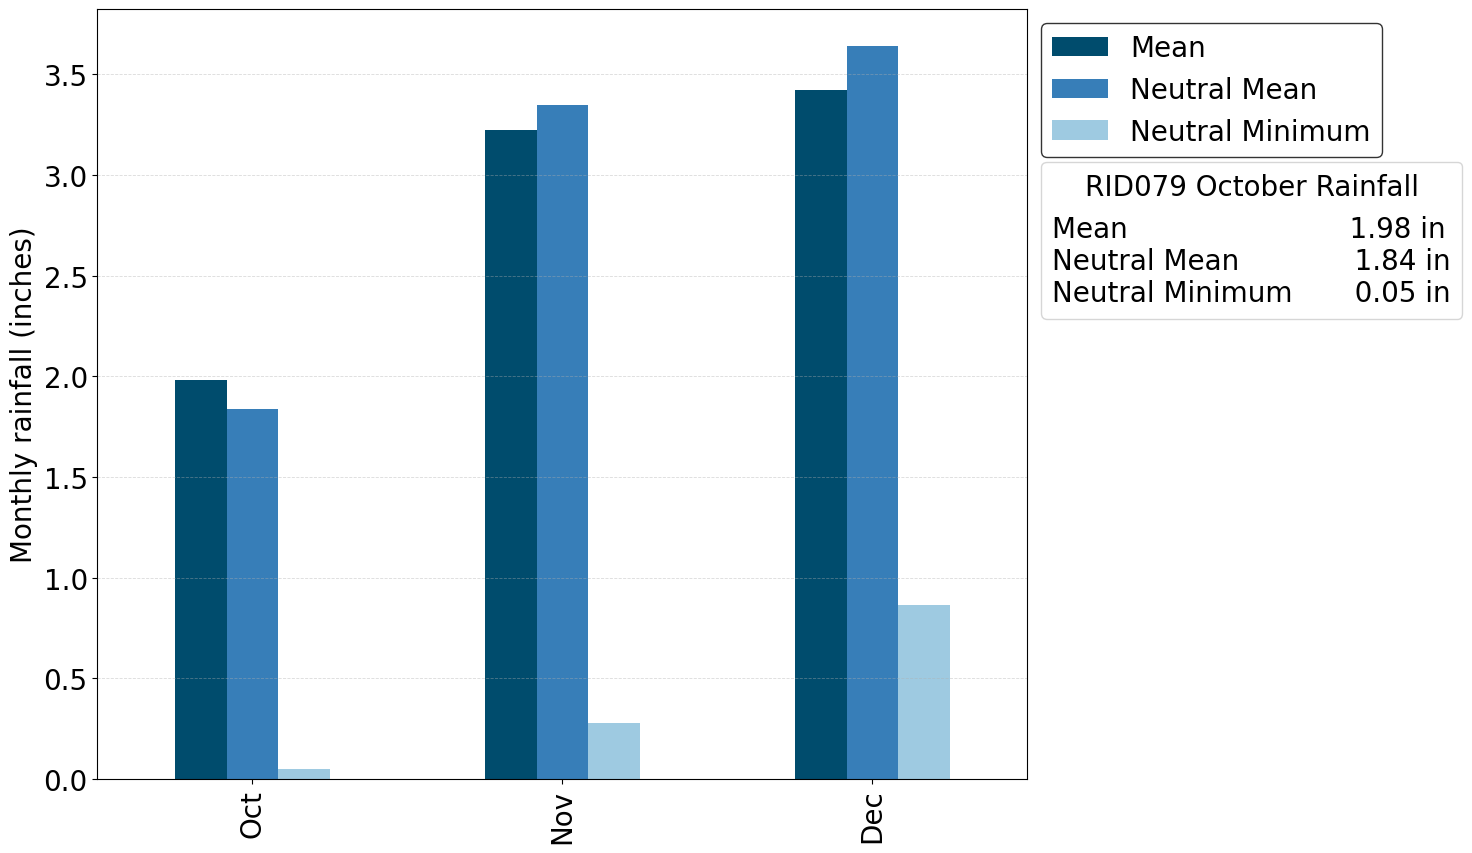 Monthly rainfall (inches)
3.5
3.0
2.5
2.0
1.5
1.0
0.5
0.0
Oct
Nov
Dec
Mean
Neutral Mean
Neutral Minimum
RID079 October Rainfall
Mean 1.98 in
Neutral Mean 1.84 in
Neutral Minimum 0.05 in